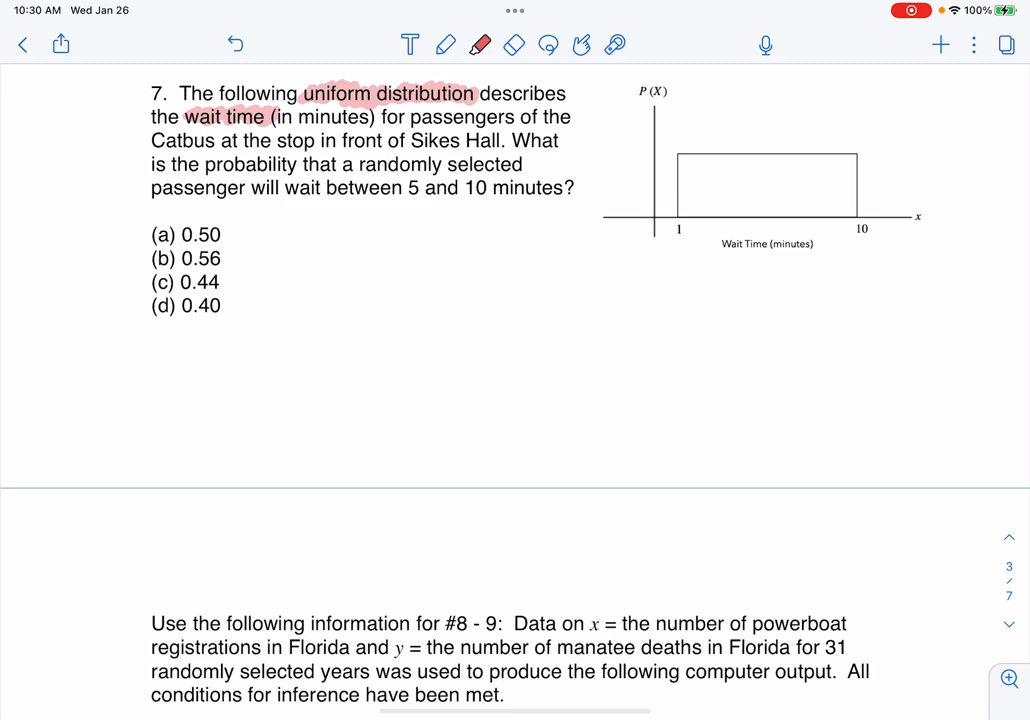 10:30 AM Wed Jan 26
100%
7. The following uniform distribution describes
the wait time (in minutes) for passengers of the
Catbus at the stop in front of Sikes Hall. What
is the probability that a randomly selected
passenger will wait between 5 and 10 minutes?
(a) 0.50
(b) 0.56
(c) 0.44
(d) 0.40
P (X)
x
1
10
Wait Time (minutes)
3
/
7
Use the following information for #8 - 9: Data on x = the number of powerboat
registrations in Florida and y = the number of manatee deaths in Florida for 31
randomly selected years was used to produce the following computer output. All
conditions for inference have been met.